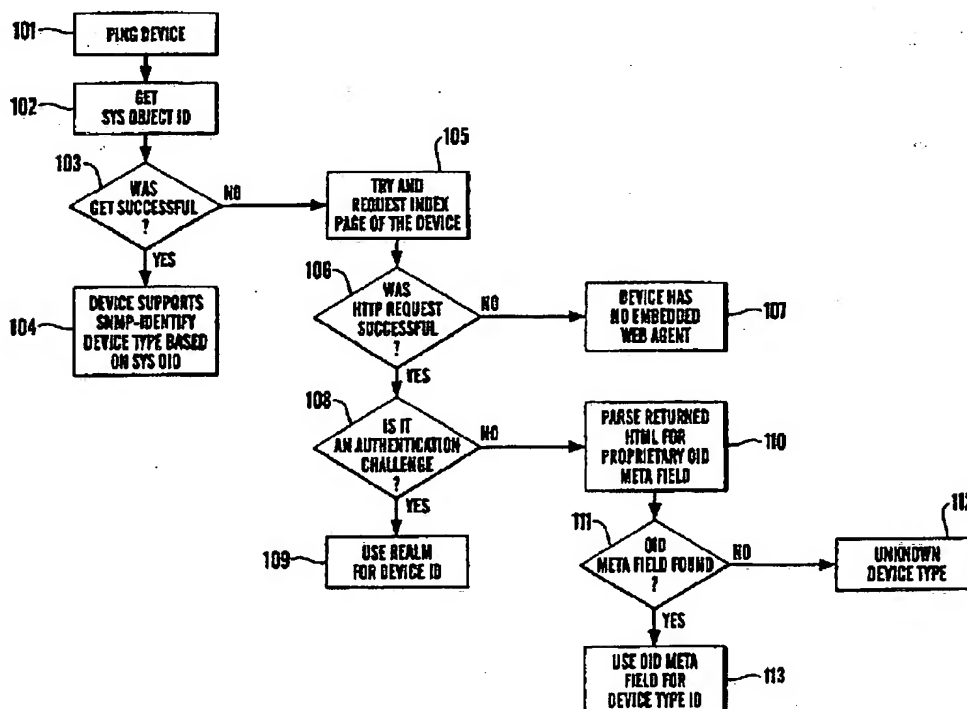 101
PING DEVICE
102
GET
SYS OBJECT ID
103
WAS
GET SUCCESSFUL
?
NO
YES
104
DEVICE SUPPORTS
SNMP-IDENTIFY
DEVICE TYPE BASED
ON SYS OID
105
TRY AND
REQUEST INDEX
PAGE OF THE DEVICE
106
WAS
HTTP REQUEST
SUCCESSFUL
?
NO
YES
DEVICE HAS
NO EMBEDDED
WEB AGENT
107
108
IS IT
AN AUTHENTICATION
CHALLENGE
?
NO
YES
109
USE REALM
FOR DEVICE ID
PARSE RETURNED
HTML FOR
PROPRIETARY OID
META FIELD
110
111
OID
META FIELD FOUND
?
NO
YES
112
UNKNOWN
DEVICE TYPE
USE OID META
FIELD FOR
DEVICE TYPE ID
113